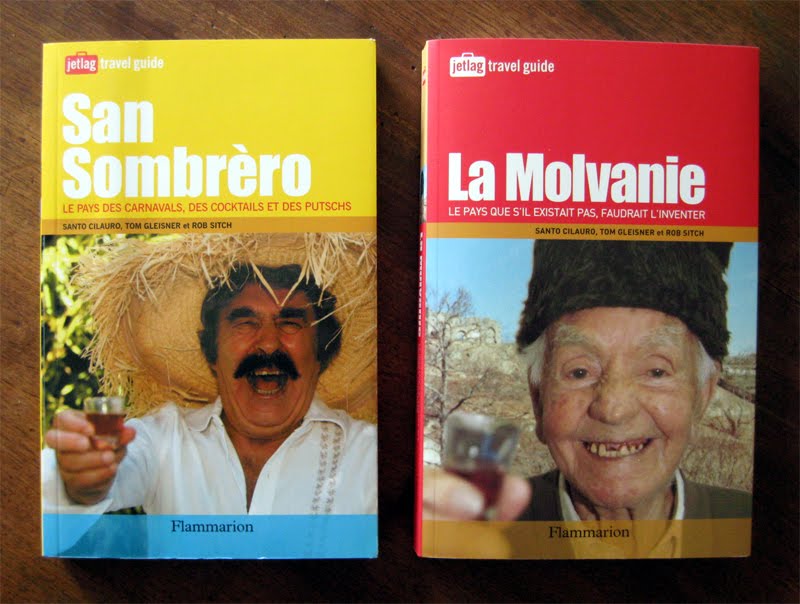 jetlag travel guide
San
Sombrèro
LE PAYS DES CARNAVALS, DES COCKTAILS ET DES PUTSCHS
SANTO CILAURO, TOM GLEISNER et ROB SITCH
Flammarion
jetlag travel guide
La Molvanie
LE PAYS QUE S'IL EXISTAIT PAS, FAUDRAIT L'INVENTER
SANTO CILAURO, TOM GLEISNER et ROB SITCH
Flammarion